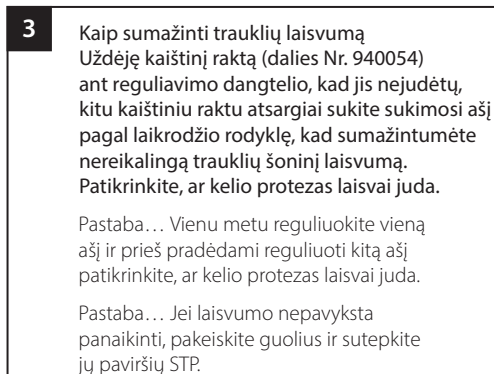 3
Kaip sumažinti trauklių laisvumą
Uždėję kaištinį raktą (dalies Nr. 940054)
ant reguliavimo dangtelio, kad jis nejudėtų,
kitu kaištiniu raktu atsargiai sukite sukimosi ašį
pagal laikrodžio rodyklę, kad sumažintumėte
nereikalingą trauklių šoninį laisvumą.
Patikrinkite, ar kelio protezas laisvai juda.
Pastaba… Vienu metu reguliuokite vieną
ašį ir prieš pradėdami reguliuoti kitą ašį
patikrinkite, ar kelio protezas laisvai juda.
Pastaba… Jei laisvumo nepavyksta
panaikinti, pakeiskite guolius ir sutepkite
jų paviršių STP.